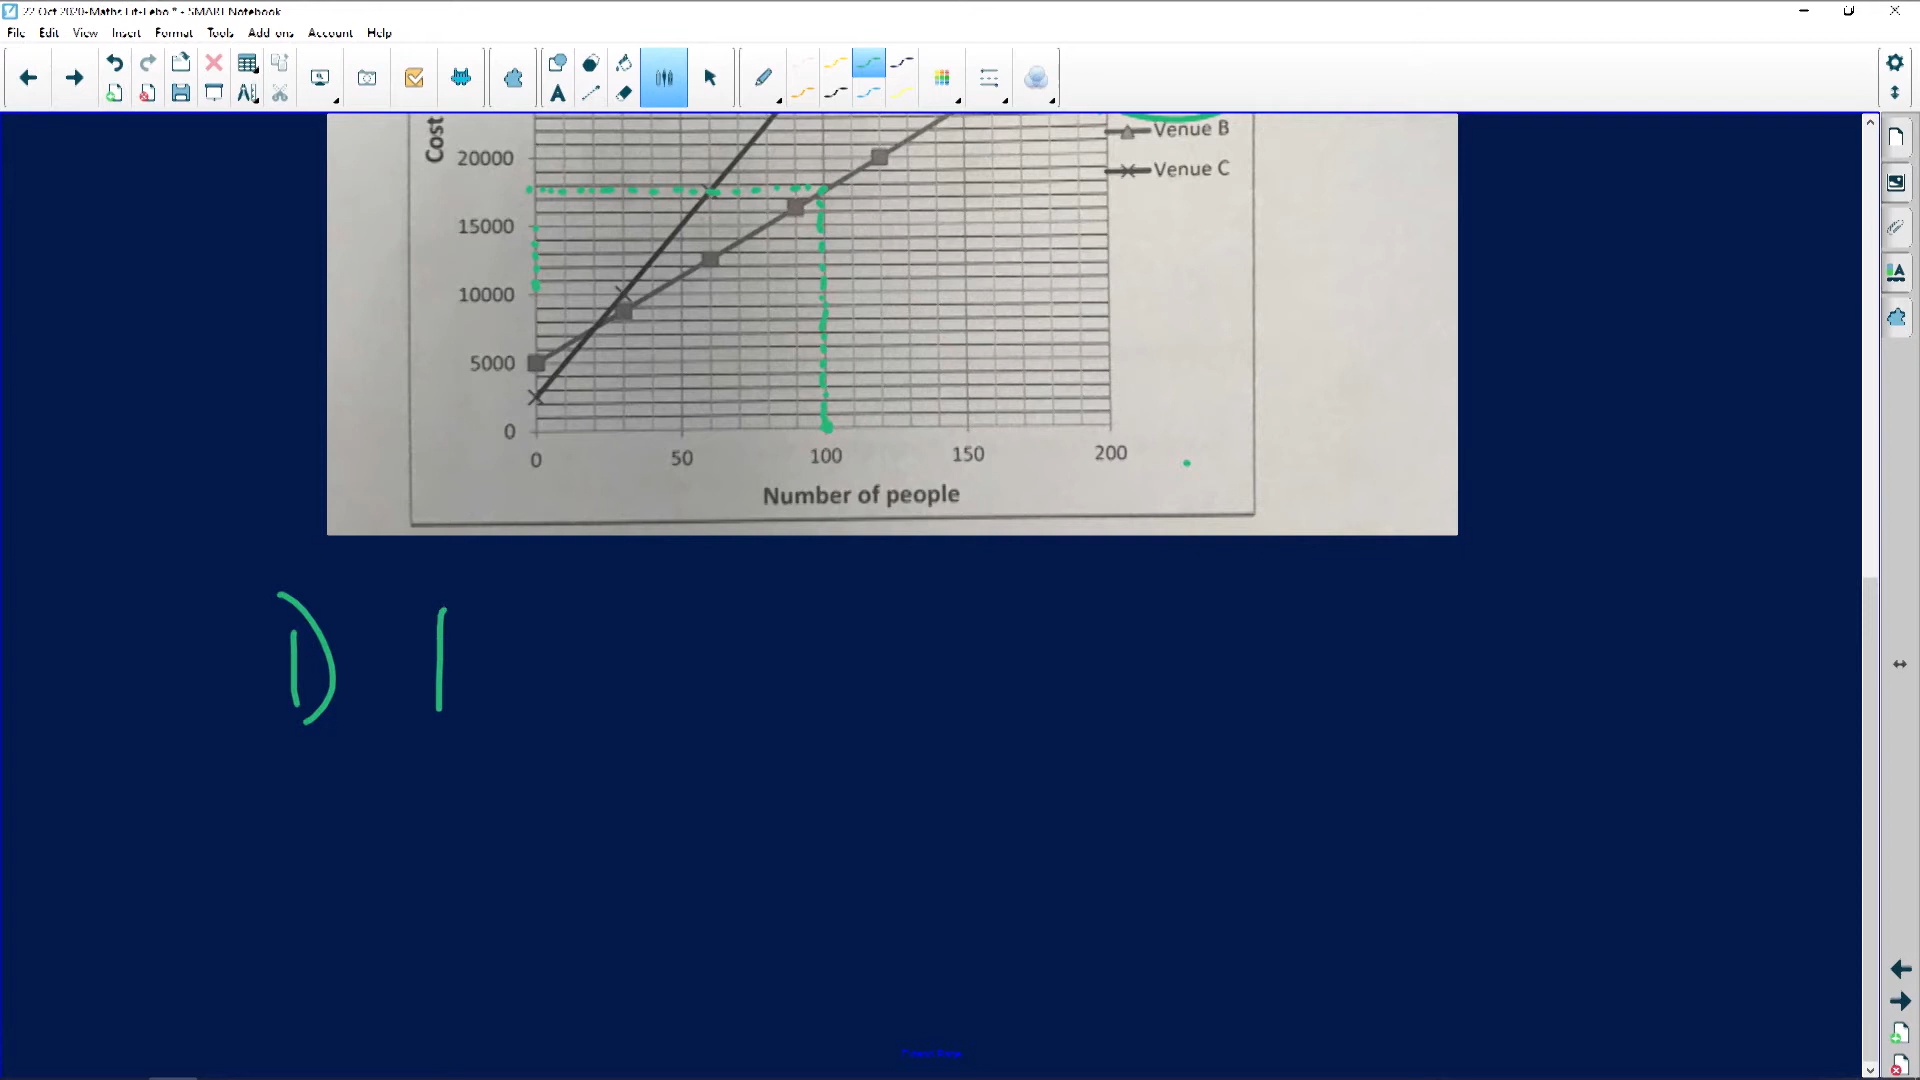 File Edit View Insert Format Tools Add-ons Account Help
Cost
Venue B
20000
Venue C
15000
10000
5000
0
0 50 100 150 200
Number of people
D 1